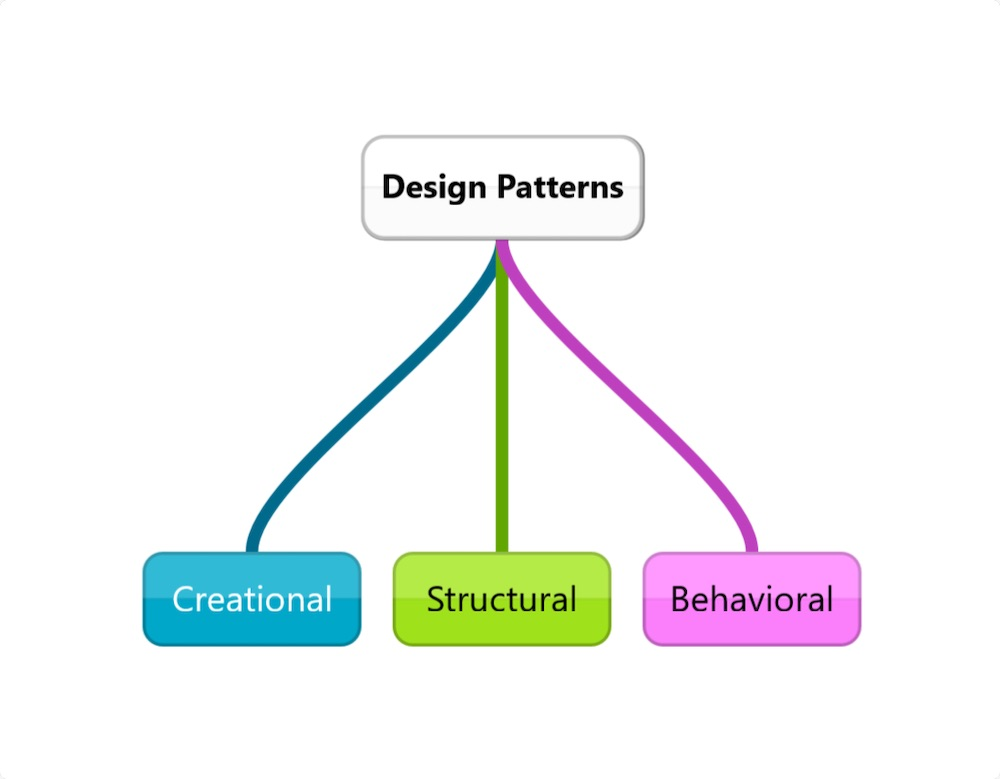 Design Patterns
Creational
Structural
Behavioral